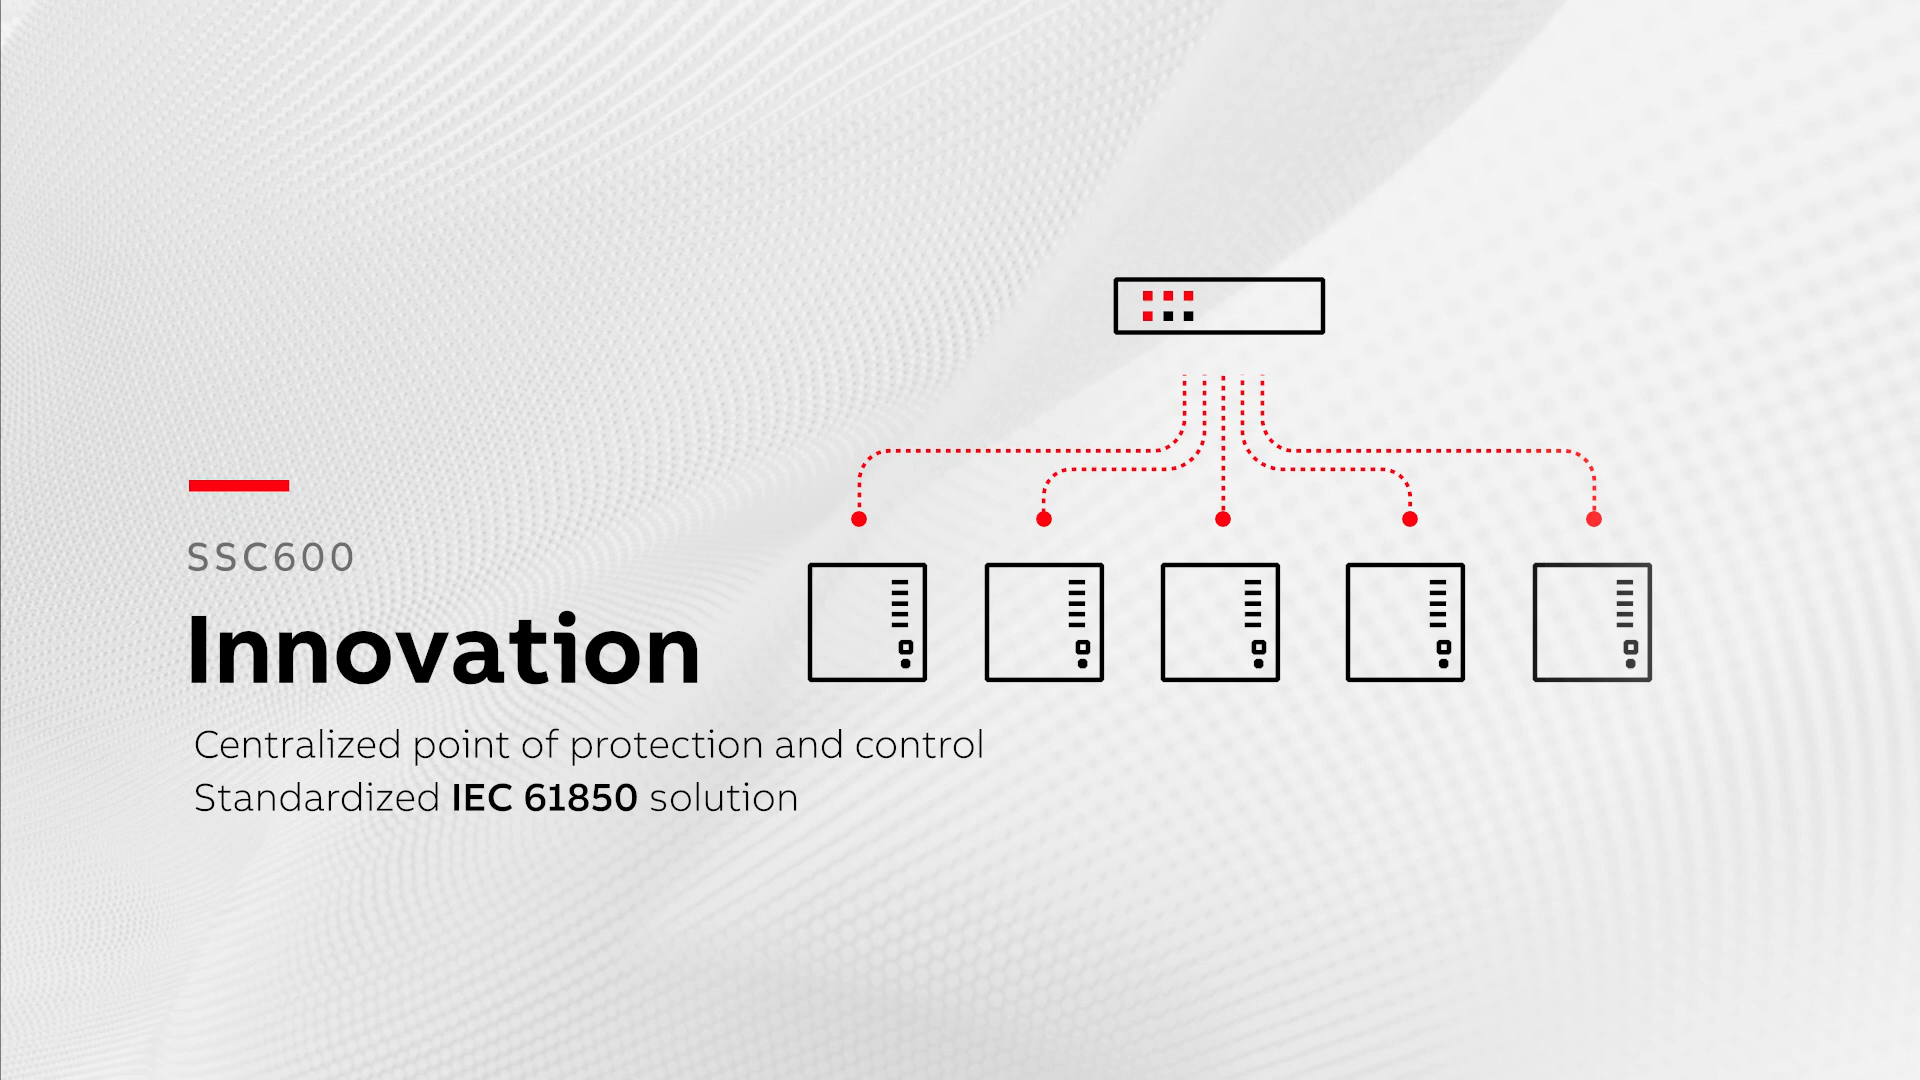 SSC600
Innovation
Centralized point of protection and control
Standardized IEC 61850 solution